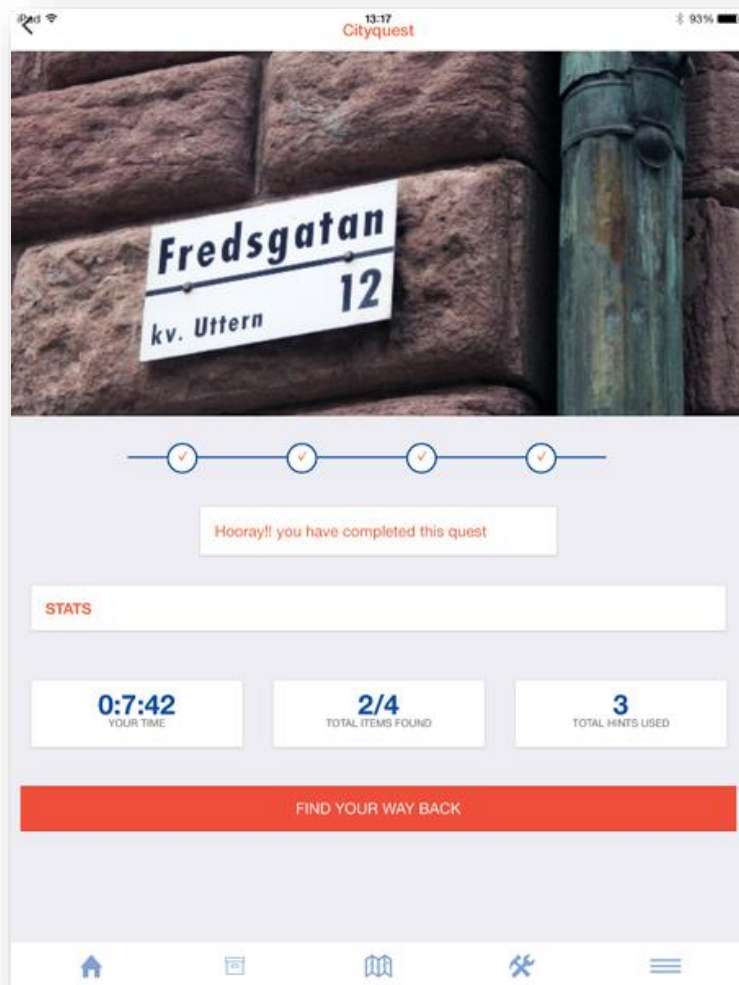 iPad
13:17
93%
Cityquest
Fredsgatan
12
kv. Uttern
Hooray!! you have completed this quest
STATS
0:7:42
YOUR TIME
2/4
TOTAL ITEMS FOUND
3
TOTAL HINTS USED
FIND YOUR WAY BACK